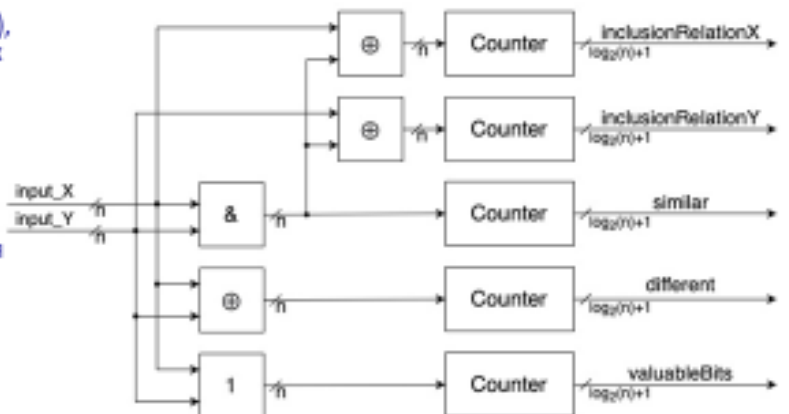 ),
x
⊕ n Counter inclusionRelationX
log₂(n)+1
⊕ n Counter inclusionRelationY
log₂(n)+1
input_X n
input_Y n
& n Counter similar
log₂(n)+1
⊕ n Counter different
log₂(n)+1
1 n Counter valuableBits
log₂(n)+1